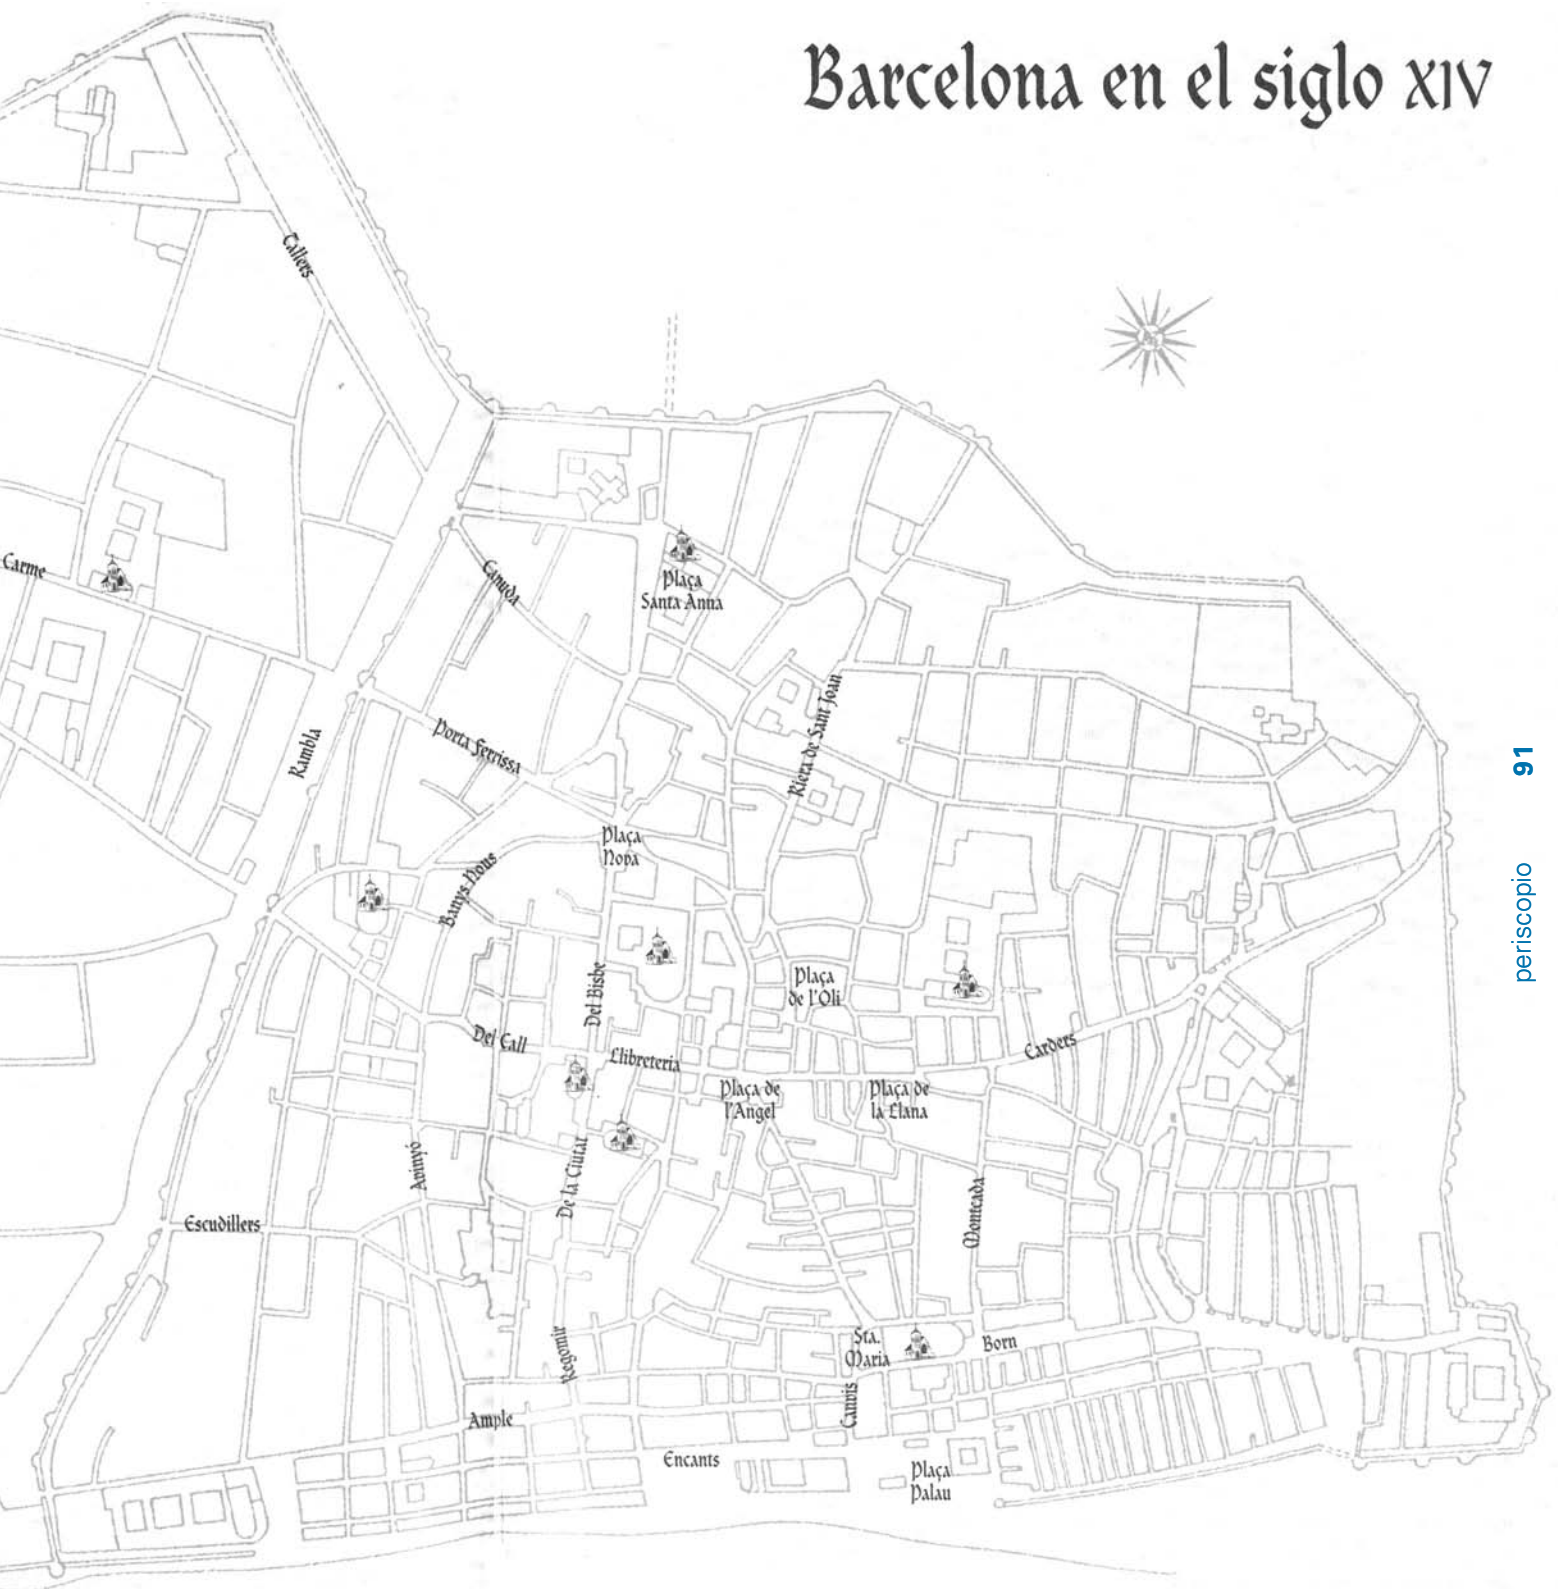 Barcelona en el siglo XIV
Tallers
Carme
Canuda
Plaça
Santa Anna
Rambla
Porta Ferrissa
Riera de Sant Joan
91
periscopio
Plaça
Nova
Banys Nous
Del Bisbe
Plaça
de l'Oli
Del Call
Llibreteria
Carders
Plaça de
l'Angel
Plaça de
la Llana
Avinyó
De la Ciutat
Montcada
Escudillers
Regomir
Sta.
Maria
Born
Canvis
Ample
Encants
Plaça
Palau